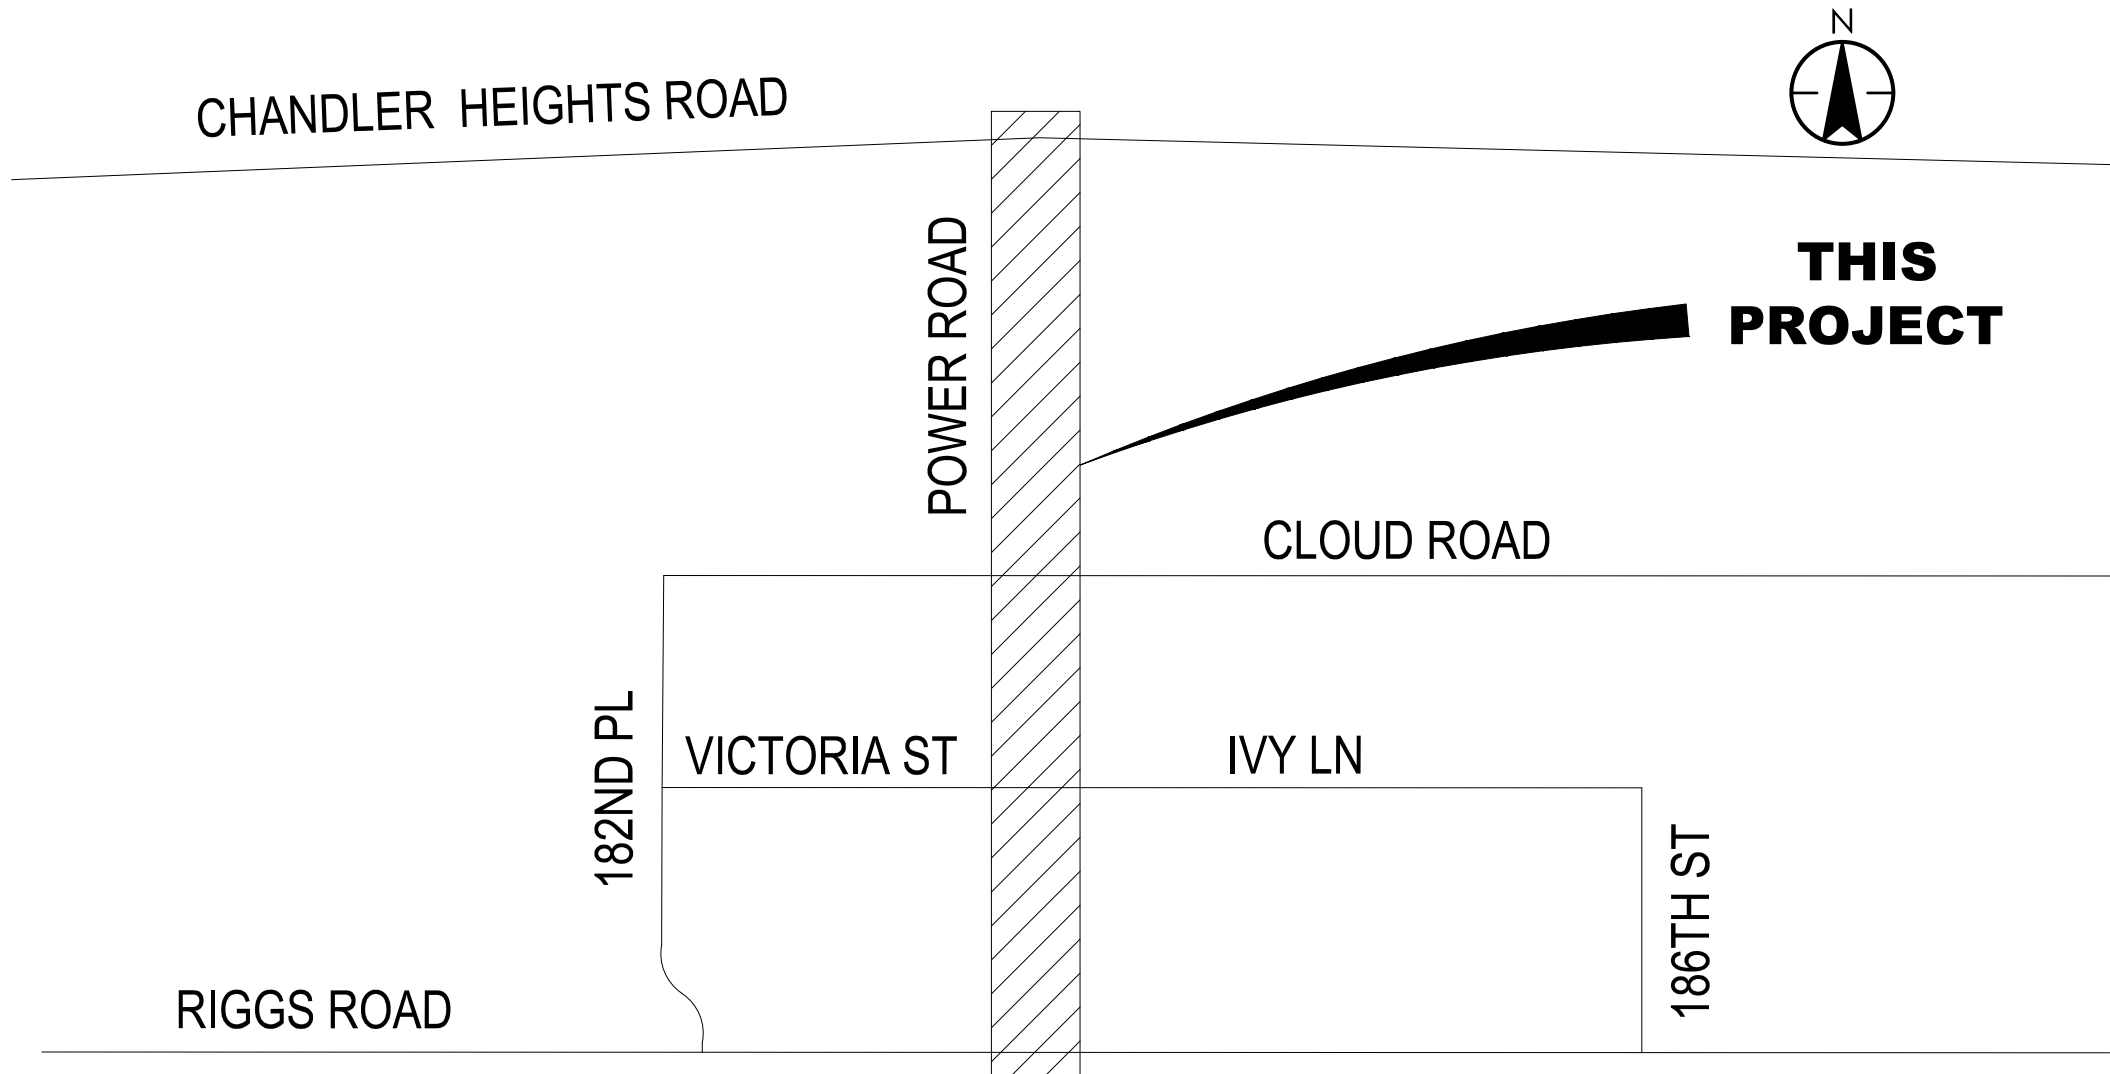 N
CHANDLER HEIGHTS ROAD
POWER ROAD
THIS
PROJECT
CLOUD ROAD
182ND PL
VICTORIA ST
IVY LN
186TH ST
RIGGS ROAD